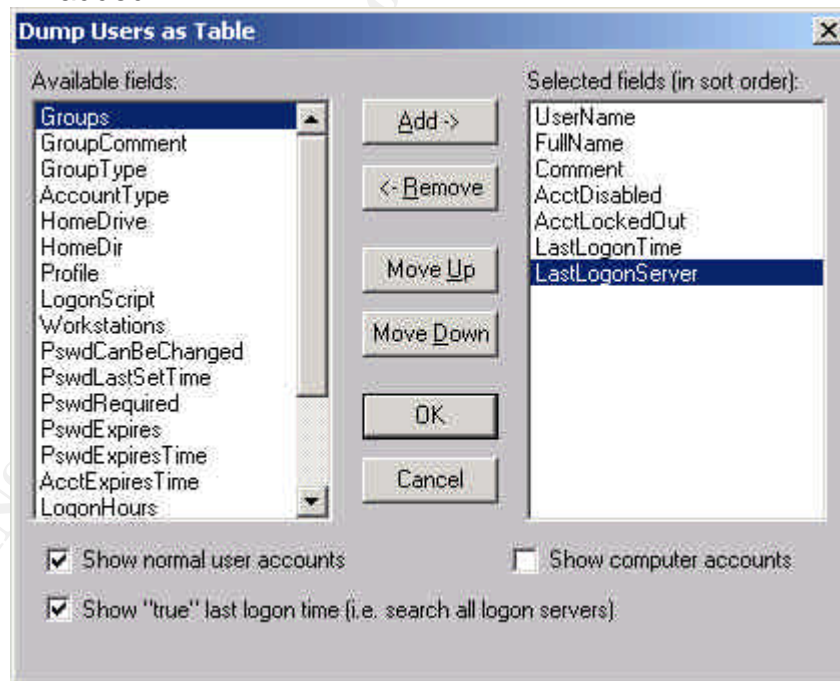 Dump Users as Table
Available fields:
Groups
GroupComment
GroupType
AccountType
HomeDrive
HomeDir
Profile
LogonScript
Workstations
PswdCanBeChanged
PswdLastSetTime
PswdRequired
PswdExpires
PswdExpiresTime
AcctExpiresTime
LogonHours
Add ->
<- Remove
Move Up
Move Down
OK
Cancel
Selected fields (in sort order):
UserName
FullName
Comment
AcctDisabled
AcctLockedOut
LastLogonTime
LastLogonServer
Show normal user accounts
Show computer accounts
Show "true" last logon time (i.e. search all logon servers)